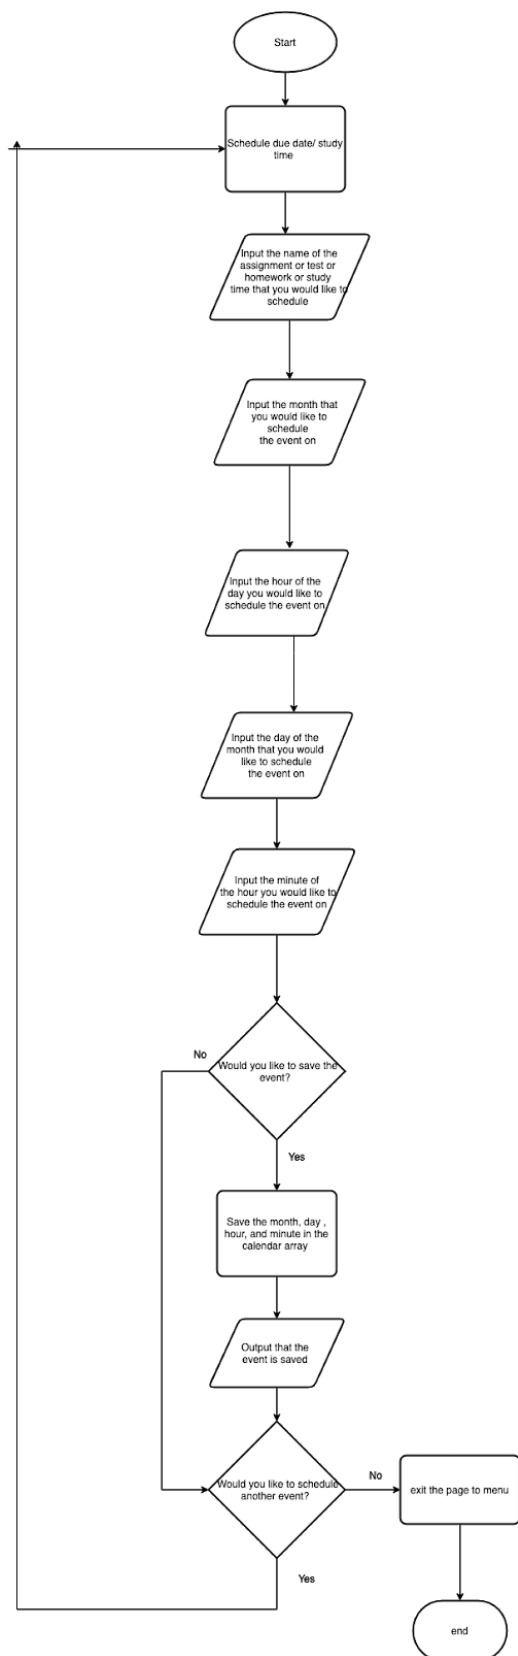 Start
Schedule due date/ study
time
Input the name of the
assignment or test or
homework or study
time that you would like to
schedule
Input the month that
you would like to
schedule
the event on
Input the hour of the
day you would like to
schedule the event on
Input the day of the
month that you would
like to schedule
the event on
Input the minute of
the hour you would like to
schedule the event on
Would you like to save the
event?
No
Yes
Save the month, day ,
hour, and minute in the
calendar array
Output that the
event is saved
Would you like to schedule
another event?
No
exit the page to menu
Yes
end